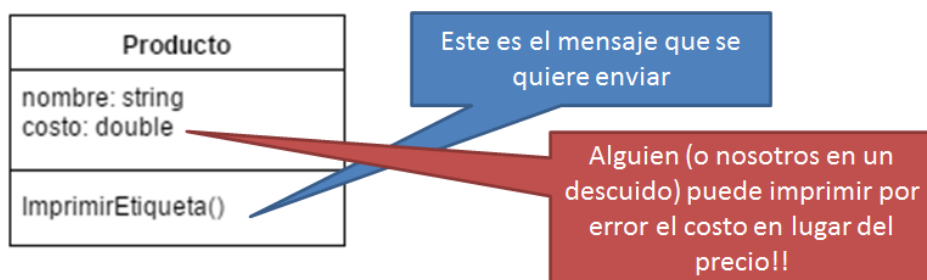 Producto
nombre: string
costo: double
ImprimirEtiqueta()
Este es el mensaje que se
quiere enviar
Alguien (o nosotros en un
descuido) puede imprimir por
error el costo en lugar del
precio!!